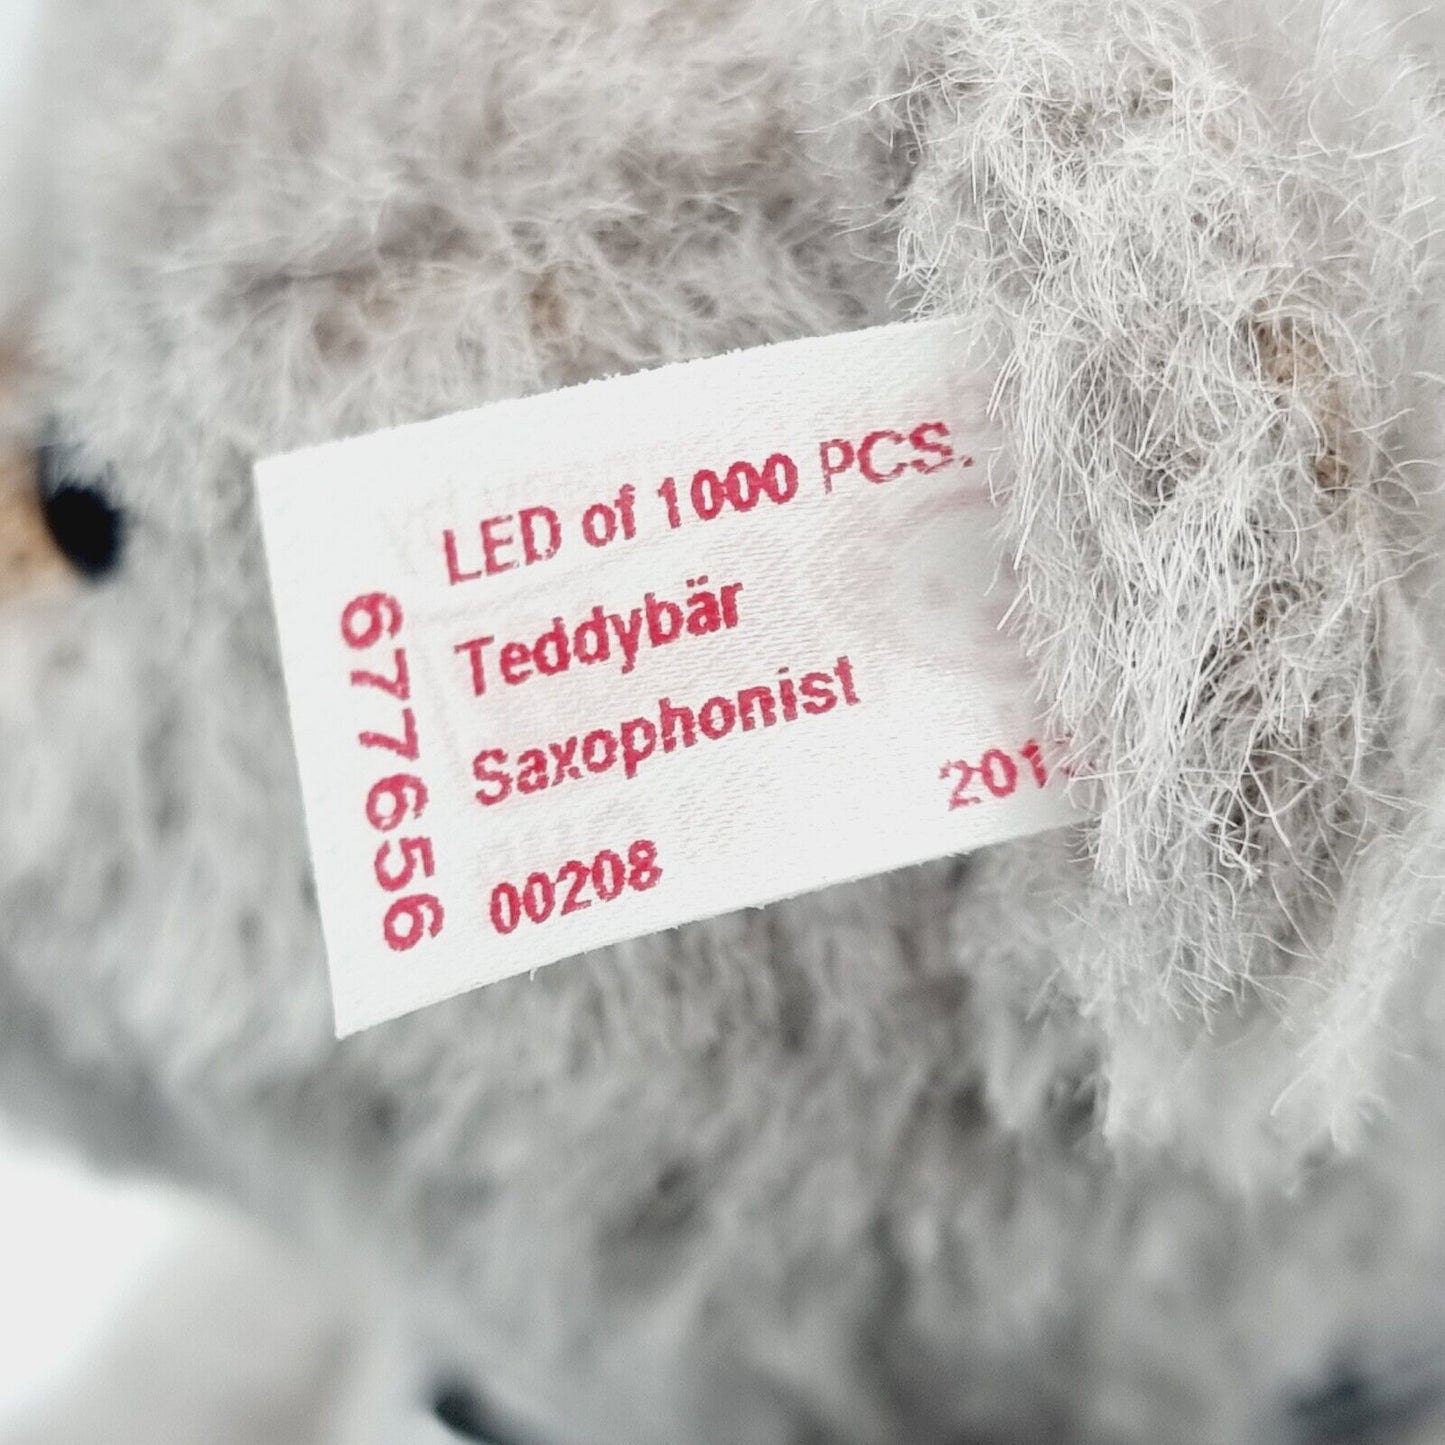 LED of 1000 PCS.
Teddybär
Saxophonist
00208
677656